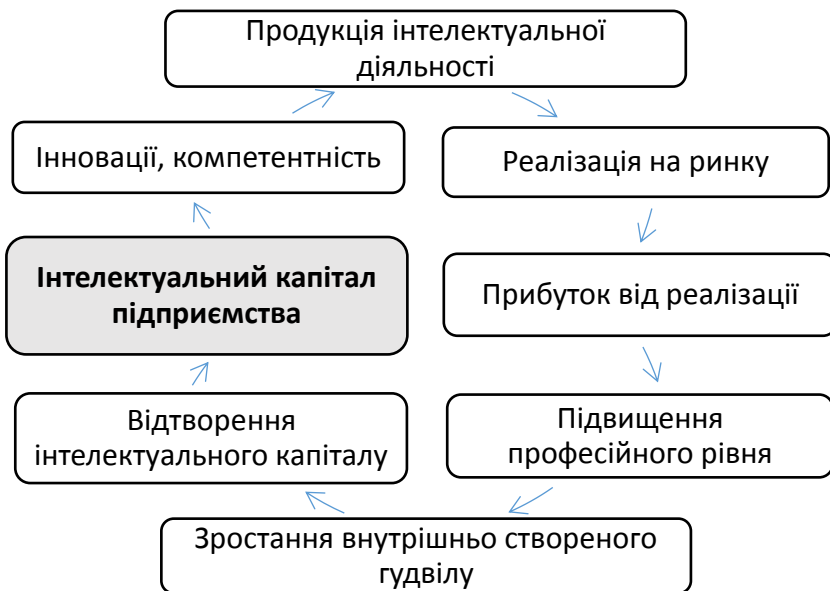 Продукція інтелектуальної
діяльності
Інновації, компетентність
Реалізація на ринку
Інтелектуальний капітал
підприємства
Прибуток від реалізації
Відтворення
інтелектуального капіталу
Підвищення
професійного рівня
Зростання внутрішньо створеного
гудвілу